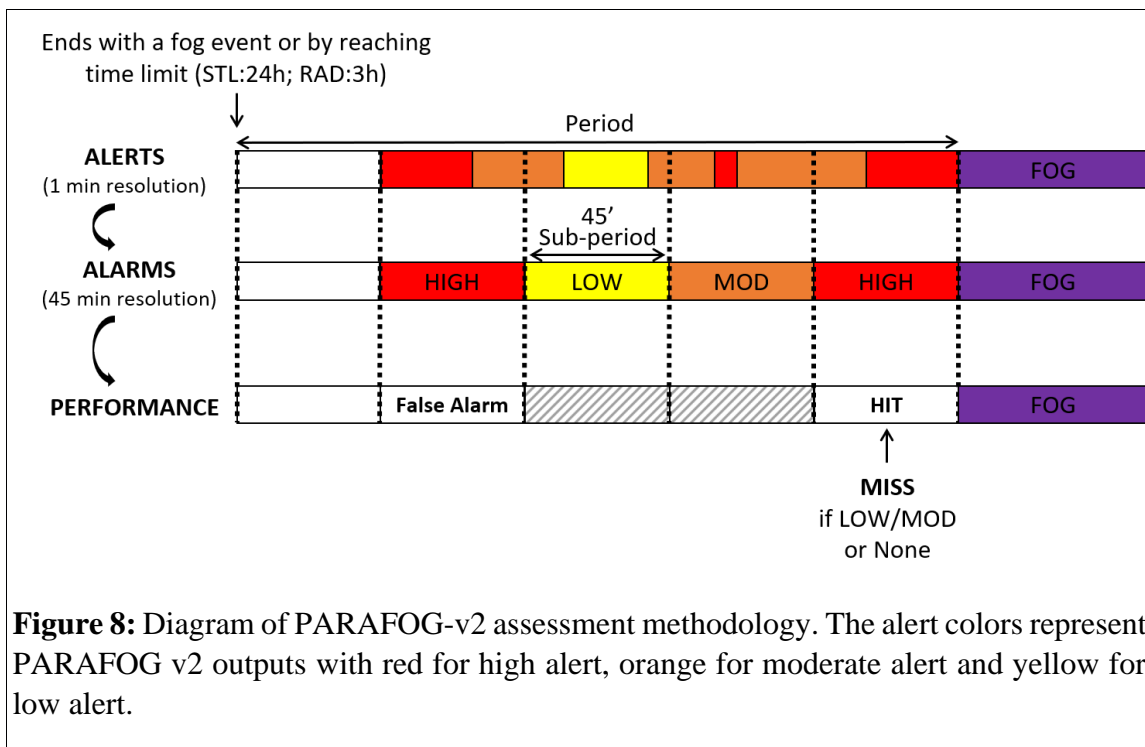 Ends with a fog event or by reaching
time limit (STL:24h; RAD:3h)
Period
ALERTS
(1 min resolution)
FOG
45’
Sub-period
ALARMS
(45 min resolution)
HIGH
LOW
MOD
HIGH
FOG
PERFORMANCE
False Alarm
HIT
FOG
MISS
if LOW/MOD
or None
Figure 8: Diagram of PARAFOG-v2 assessment methodology. The alert colors represent
PARAFOG v2 outputs with red for high alert, orange for moderate alert and yellow for
low alert.